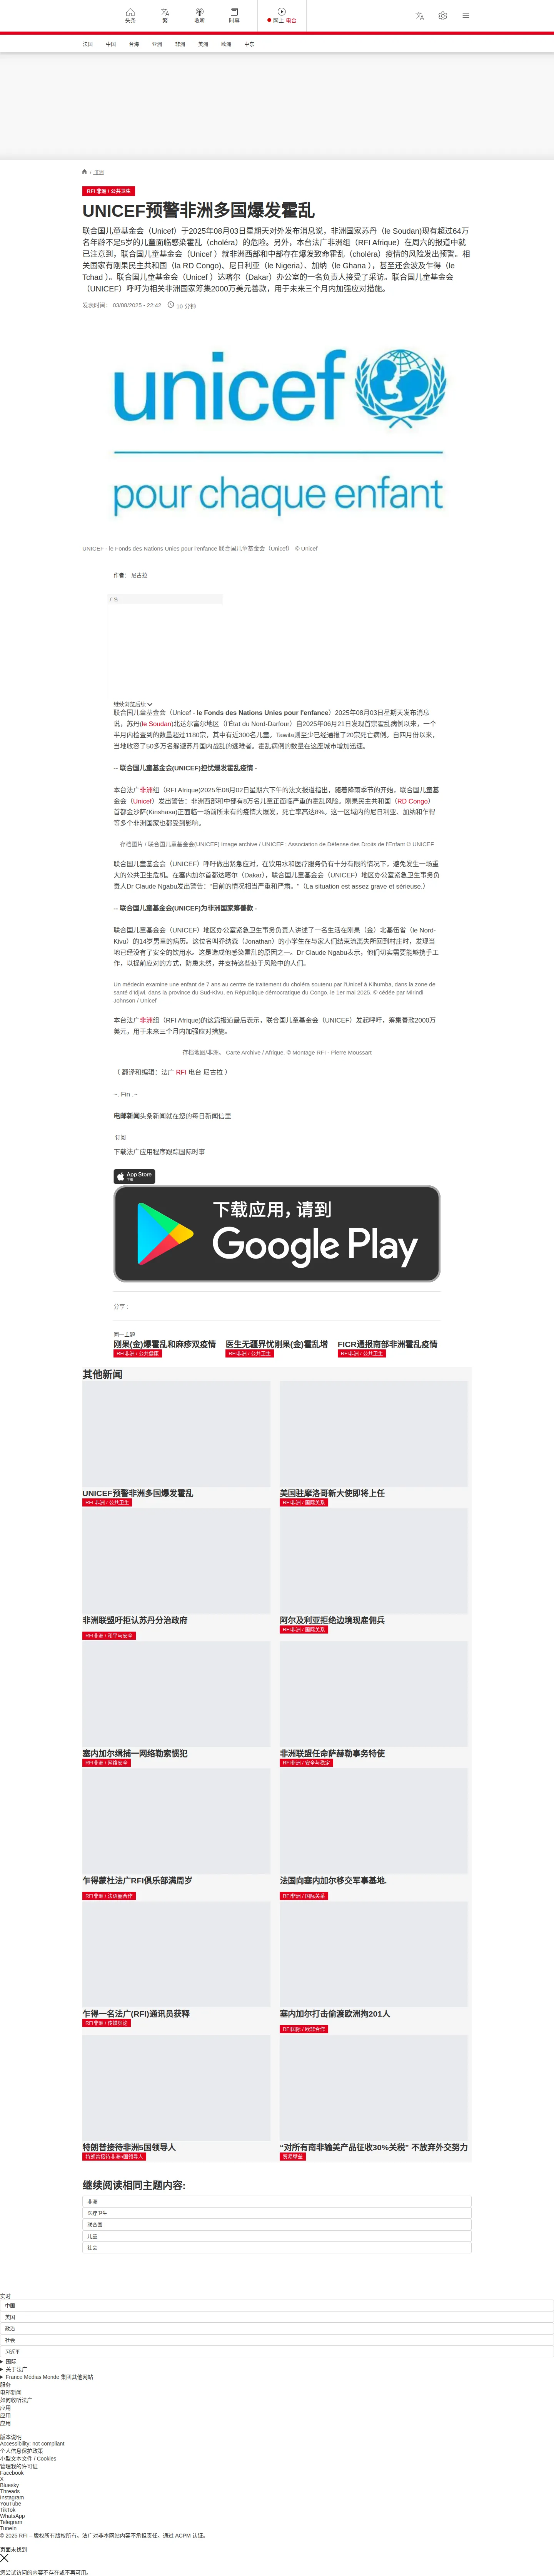 头条
繁
收听
时事
网上 电台
法国 中国 台海 亚洲 非洲 美洲 欧洲 中东
/ 非洲
RFI 非洲 / 公共卫生
UNICEF预警非洲多国爆发霍乱
联合国儿童基金会（Unicef）于2025年08月03日星期天对外发布消息说，非洲国家苏丹（le Soudan)现有超过64万
名年龄不足5岁的儿童面临感染霍乱（choléra）的危险。另外，本台法广非洲组（RFI Afrique）在周六的报道中就
已注意到，联合国儿童基金会（Unicef ）就非洲西部和中部存在爆发致命霍乱（choléra）疫情的风险发出预警。相
关国家有刚果民主共和国（la RD Congo)、尼日利亚（le Nigeria）、加纳（le Ghana ），甚至还会波及乍得（le
Tchad ）。联合国儿童基金会（Unicef ）达喀尔（Dakar）办公室的一名负责人接受了采访。联合国儿童基金会
（UNICEF）呼吁为相关非洲国家筹集2000万美元善款，用于未来三个月内加强应对措施。
发表时间： 03/08/2025 - 22:42 10 分钟
unicef
pour chaque enfant
UNICEF - le Fonds des Nations Unies pour l'enfance 联合国儿童基金会（Unicef） © Unicef
作者： 尼古拉
广告
继续浏览后续
联合国儿童基金会（Unicef - le Fonds des Nations Unies pour l'enfance）2025年08月03日星期天发布消息
说，苏丹(le Soudan)北达尔富尔地区（l'État du Nord-Darfour）自2025年06月21日发现首宗霍乱病例以来，一个
半月内检查到的数量超过1180宗，其中有近300名儿童。Tawila则至少已经通报了20宗死亡病例。自四月份以来，
当地收容了50多万名躲避苏丹国内战乱的逃难者。霍乱病例的数量在这座城市增加迅速。
-- 联合国儿童基金会(UNICEF)担忧爆发霍乱疫情 -
本台法广非洲组（RFI Afrique)2025年08月02日星期六下午的法文报道指出，随着降雨季节的开始，联合国儿童基
金会（Unicef）发出警告：非洲西部和中部有8万名儿童正面临严重的霍乱风险。刚果民主共和国（RD Congo）
首都金沙萨(Kinshasa)正面临一场前所未有的疫情大爆发，死亡率高达8%。这一区域内的尼日利亚、加纳和乍得
等多个非洲国家也都受到影响。
存档图片 / 联合国儿童基金会(UNICEF) Image archive / UNICEF : Association de Défense des Droits de l'Enfant © UNICEF
联合国儿童基金会（UNICEF）呼吁做出紧急应对，在饮用水和医疗服务仍有十分有限的情况下，避免发生一场重
大的公共卫生危机。在塞内加尔首都达喀尔（Dakar)，联合国儿童基金会（UNICEF）地区办公室紧急卫生事务负
责人Dr Claude Ngabu发出警告：“目前的情况相当严重和严肃。”（La situation est assez grave et sérieuse.）
-- 联合国儿童基金会(UNICEF)为非洲国家筹善款 -
联合国儿童基金会（UNICEF）地区办公室紧急卫生事务负责人讲述了一名生活在刚果（金）北基伍省（le Nord-
Kivu）的14岁男童的病历。这位名叫乔纳森（Jonathan）的小学生在与家人们结束流离失所回到村庄时，发现当
地已经没有了安全的饮用水。这是造成他感染霍乱的原因之一。Dr Claude Ngabu表示，他们切实需要能够携手工
作，以提前应对的方式，防患未然，并支持这些处于风险中的人们。
Un médecin examine une enfant de 7 ans au centre de traitement du choléra soutenu par l'Unicef à Kihumba, dans la zone de
santé d'Idjwi, dans la province du Sud-Kivu, en République démocratique du Congo, le 1er mai 2025. © cédée par Mirindi
Johnson / Unicef
本台法广非洲组（RFI Afrique)的这篇报道最后表示，联合国儿童基金会（UNICEF）发起呼吁，筹集善款2000万
美元，用于未来三个月内加强应对措施。
存档地图/非洲。 Carte Archive / Afrique. © Montage RFI - Pierre Moussart
（ 翻译和编辑：法广 RFI 电台 尼古拉 ）
~. Fin .~
电邮新闻头条新闻就在您的每日新闻信里
订阅
下载法广应用程序跟踪国际时事
App Store
下载
下载应用，请到
Google Play
分享 :
同一主题
刚果(金)爆霍乱和麻疹双疫情 医生无疆界忧刚果(金)霍乱增 FICR通报南部非洲霍乱疫情
RFI非洲 / 公共健康 RFI非洲 / 公共卫生 RFI非洲 / 公共卫生
其他新闻
UNICEF预警非洲多国爆发霍乱 美国驻摩洛哥新大使即将上任
RFI 非洲 / 公共卫生 RFI非洲 / 国际关系
非洲联盟吁拒认苏丹分治政府 阿尔及利亚拒绝边境现雇佣兵
RFI非洲 / 和平与安全 RFI非洲 / 国际关系
塞内加尔缉捕一网络勒索惯犯 非洲联盟任命萨赫勒事务特使
RFI非洲 / 网络安全 RFI非洲 / 安全与稳定
乍得蒙杜法广RFI俱乐部满周岁 法国向塞内加尔移交军事基地.
RFI非洲 / 法语圈合作 RFI非洲 / 国际关系
乍得一名法广(RFI)通讯员获释 塞内加尔打击偷渡欧洲拘201人
RFI非洲 / 传媒舆论 RFI国际 / 欧非合作
特朗普接待非洲5国领导人 “对所有南非输美产品征收30%关税” 不放弃外交努力
特朗普接待非洲5国领导人 贸易壁垒
继续阅读相同主题内容:
非洲
医疗卫生
联合国
儿童
社会
实时
中国
美国
政治
社会
习近平
国际
关于法广
France Médias Monde 集团其他网站
服务
电邮新闻
如何收听法广
应用
应用
应用
版本说明
Accessibility: not compliant
个人信息保护政策
小型文本文件 / Cookies
管理我的许可证
Facebook
X
Bluesky
Threads
Instagram
YouTube
TikTok
WhatsApp
Telegram
TuneIn
© 2025 RFI – 版权所有版权所有。法广对非本网站内容不承担责任。通过 ACPM 认证。
页面未找到
您尝试访问的内容不存在或不再可用。